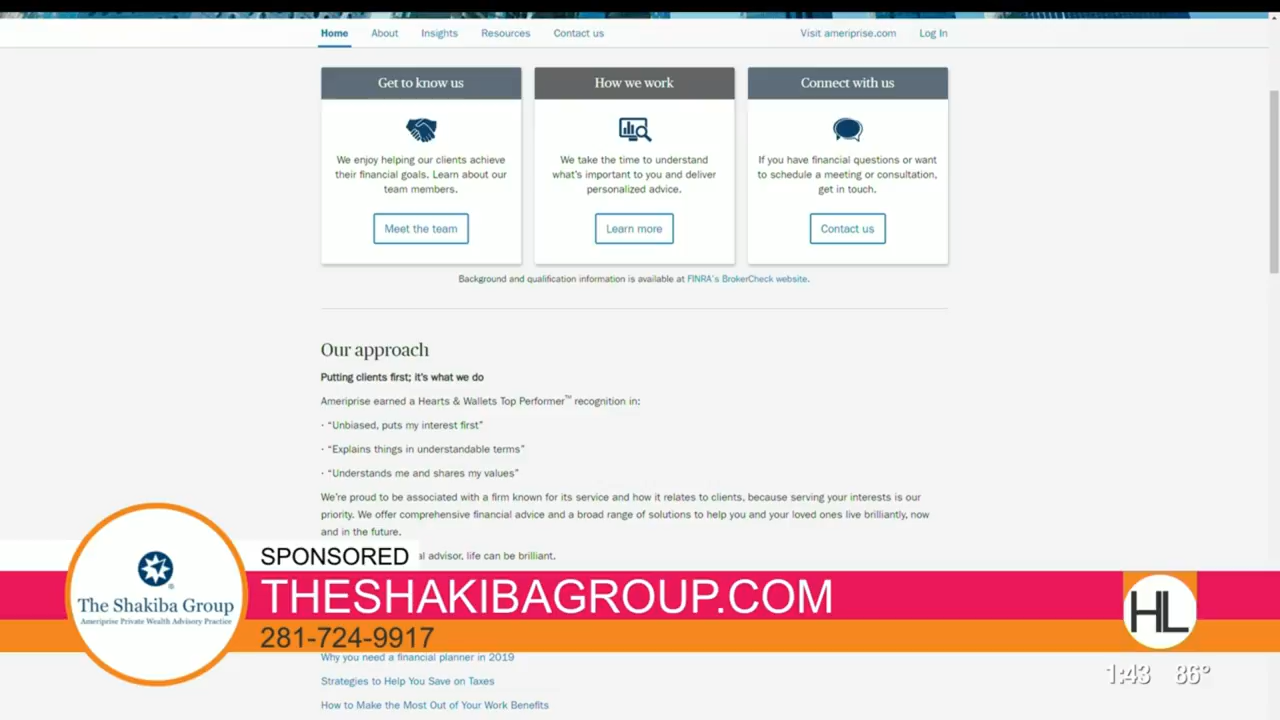 Home About Insights Resources Contact us Visit ameriprise.com Log In
Get to know us
We enjoy helping our clients achieve
their financial goals. Learn about our
team members.
Meet the team
How we work
We take the time to understand
what's important to you and deliver
personalized advice.
Learn more
Connect with us
If you have financial questions or want
to schedule a meeting or consultation,
get in touch.
Contact us
Background and qualification information is available at FINRA's BrokerCheck website.
Our approach
Putting clients first; it's what we do
Ameriprise earned a Hearts & Wallets Top Performer™ recognition in:
· “Unbiased, puts my interest first”
· “Explains things in understandable terms”
· “Understands me and shares my values”
We're proud to be associated with a firm known for its service and how it relates to clients, because serving your interests is our
priority. We offer comprehensive financial advice and a broad range of solutions to help you and your loved ones live brilliantly, now
and in the future.
advisor, life can be brilliant.
SPONSORED
THESHAKIBAGROUP.COM
281-724-9917
The Shakiba Group®
Ameriprise Private Wealth Advisory Practice
HL
Why you need a financial planner in 2019
Strategies to Help You Save on Taxes
How to Make the Most Out of Your Work Benefits
1:43 86°